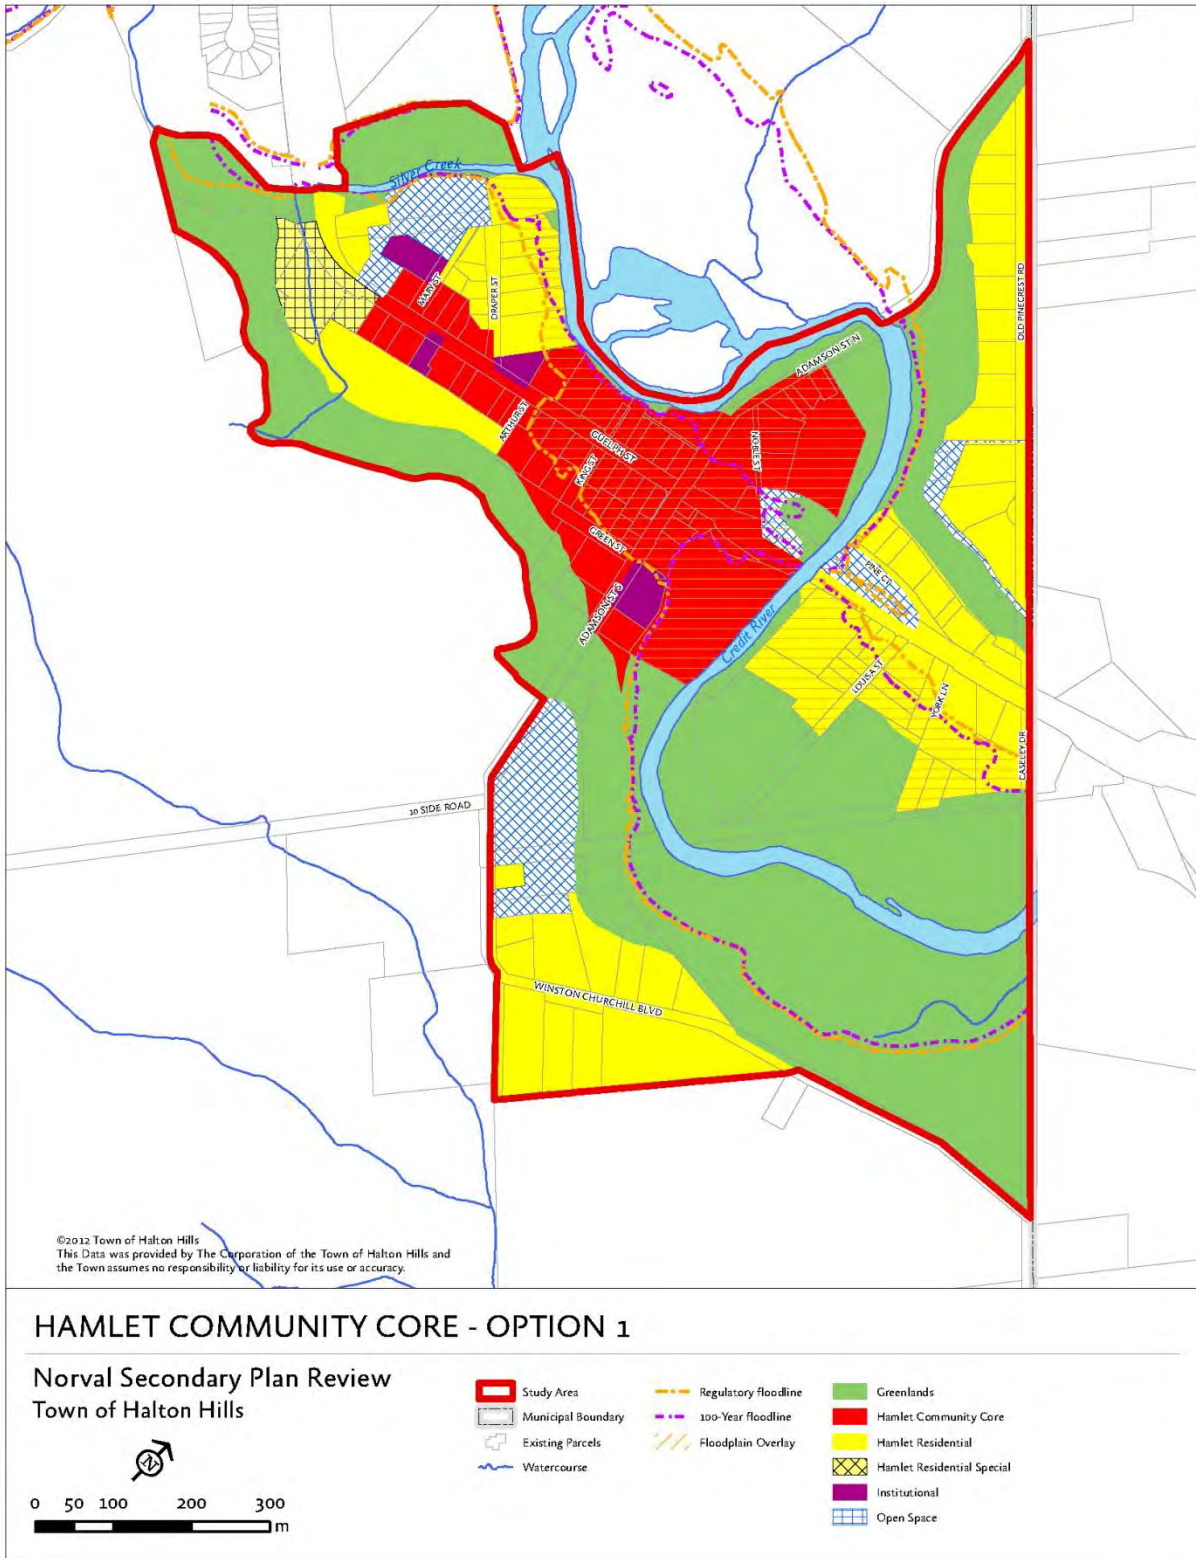 Silver Creek
MARY ST
DRAPER ST
OLD PINECREST RD
ADAMSON ST N
ARTHUR ST
GUELPH ST
NOBLE ST
KING ST
GREEN ST
PINE CT
ADAMSON ST S
Credit River
LOUISA ST
YORK LN
CASELEY DR
10 SIDE ROAD
WINSTON CHURCHILL BLVD
©2012 Town of Halton Hills
This Data was provided by The Corporation of the Town of Halton Hills and
the Town assumes no responsibility or liability for its use or accuracy.
HAMLET COMMUNITY CORE - OPTION 1
Norval Secondary Plan Review
Town of Halton Hills
N
0 50 100 200 300
m
Study Area
Municipal Boundary
Existing Parcels
Watercourse
Regulatory floodline
100-Year floodline
Floodplain Overlay
Greenlands
Hamlet Community Core
Hamlet Residential
Hamlet Residential Special
Institutional
Open Space